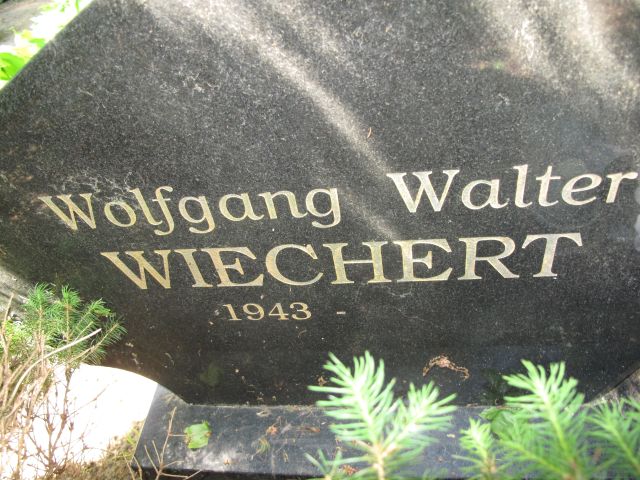 Wolfgang Walter
WIECHERT
1943 -